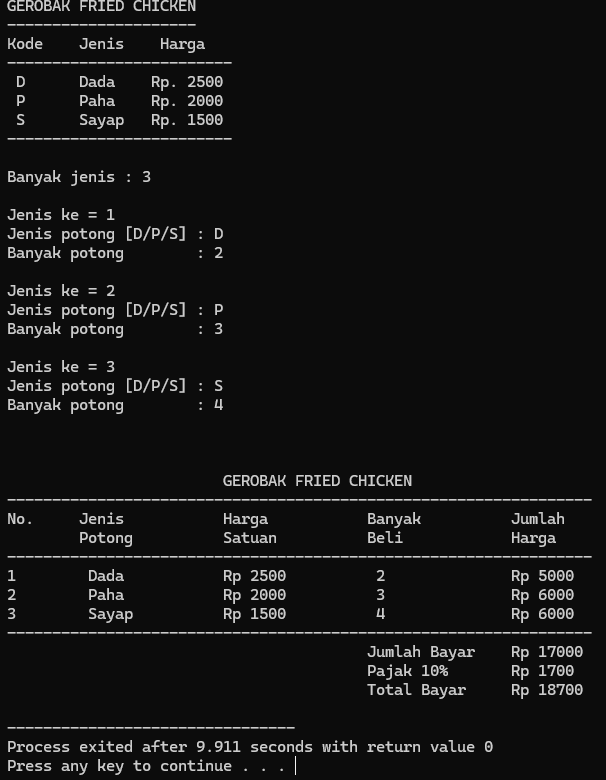 GEROBAK FRIED CHICKEN
---------------------
Kode    Jenis    Harga
-------------------------
 D      Dada    Rp. 2500
 P      Paha    Rp. 2000
 S      Sayap   Rp. 1500
-------------------------
Banyak jenis : 3
Jenis ke = 1
Jenis potong [D/P/S] : D
Banyak potong        : 2
Jenis ke = 2
Jenis potong [D/P/S] : P
Banyak potong        : 3
Jenis ke = 3
Jenis potong [D/P/S] : S
Banyak potong        : 4
                        GEROBAK FRIED CHICKEN
-----------------------------------------------------------------
No.     Jenis           Harga           Banyak          Jumlah
        Potong          Satuan          Beli            Harga
-----------------------------------------------------------------
1        Dada           Rp 2500          2              Rp 5000
2        Paha           Rp 2000          3              Rp 6000
3        Sayap          Rp 1500          4              Rp 6000
-----------------------------------------------------------------
                                        Jumlah Bayar    Rp 17000
                                        Pajak 10%       Rp 1700
                                        Total Bayar     Rp 18700
--------------------------------
Process exited after 9.911 seconds with return value 0
Press any key to continue . . .